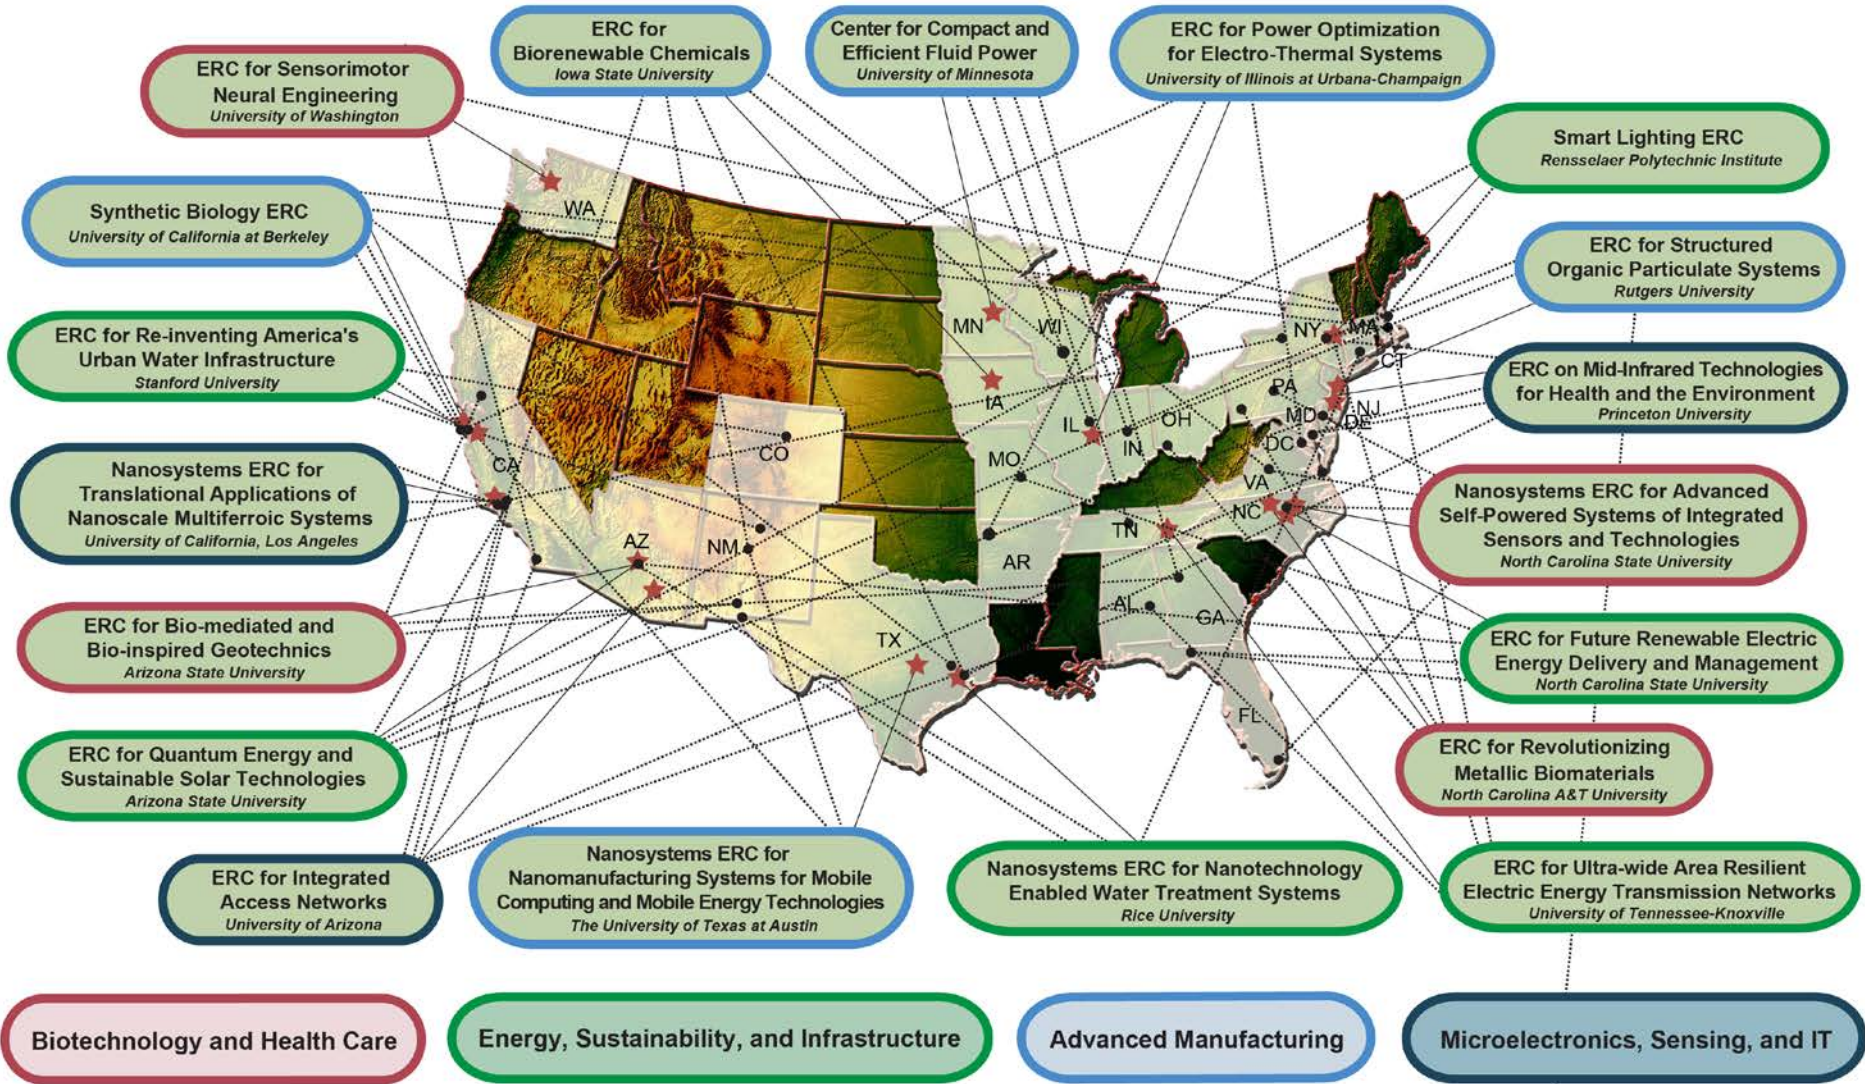 ERC for
Biorenewable Chemicals
Iowa State University
Center for Compact and
Efficient Fluid Power
University of Minnesota
ERC for Power Optimization
for Electro-Thermal Systems
University of Illinois at Urbana-Champaign
ERC for Sensorimotor
Neural Engineering
University of Washington
Smart Lighting ERC
Rensselaer Polytechnic Institute
Synthetic Biology ERC
University of California at Berkeley
ERC for Structured
Organic Particulate Systems
Rutgers University
ERC for Re-inventing America's
Urban Water Infrastructure
Stanford University
ERC on Mid-Infrared Technologies
for Health and the Environment
Princeton University
Nanosystems ERC for
Translational Applications of
Nanoscale Multiferroic Systems
University of California, Los Angeles
Nanosystems ERC for Advanced
Self-Powered Systems of Integrated
Sensors and Technologies
North Carolina State University
ERC for Bio-mediated and
Bio-inspired Geotechnics
Arizona State University
ERC for Future Renewable Electric
Energy Delivery and Management
North Carolina State University
ERC for Quantum Energy and
Sustainable Solar Technologies
Arizona State University
ERC for Revolutionizing
Metallic Biomaterials
North Carolina A&T University
ERC for Integrated
Access Networks
University of Arizona
Nanosystems ERC for
Nanomanufacturing Systems for Mobile
Computing and Mobile Energy Technologies
The University of Texas at Austin
Nanosystems ERC for Nanotechnology
Enabled Water Treatment Systems
Rice University
ERC for Ultra-wide Area Resilient
Electric Energy Transmission Networks
University of Tennessee-Knoxville
WA
MN
WI
NY
MA
CT
IA
PA
NJ
MD
DE
IL
IN
OH
DC
CO
MO
CA
VA
NC
AZ
NM
TN
AR
AL
GA
TX
FL
Biotechnology and Health Care
Energy, Sustainability, and Infrastructure
Advanced Manufacturing
Microelectronics, Sensing, and IT